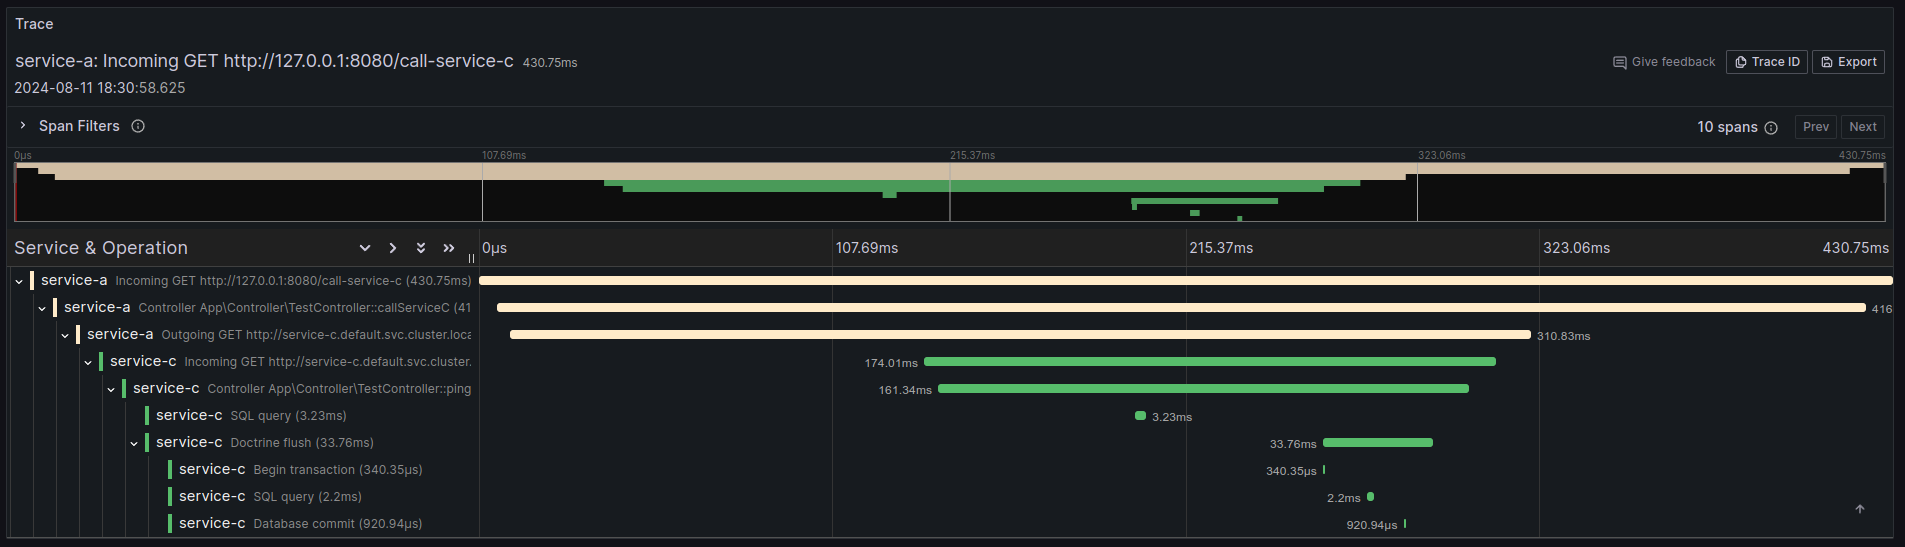 Trace
service-a: Incoming GET http://127.0.0.1:8080/call-service-c 430.75ms
Give feedback Trace ID Export
2024-08-11 18:30:58.625
Span Filters
10 spans Prev Next
0μs 107.69ms 215.37ms 323.06ms 430.75ms
Service & Operation 0μs 107.69ms 215.37ms 323.06ms 430.75ms
service-a Incoming GET http://127.0.0.1:8080/call-service-c (430.75ms)
service-a Controller App\Controller\TestController::callServiceC (41 416
service-a Outgoing GET http://service-c.default.svc.cluster.loca 310.83ms
service-c Incoming GET http://service-c.default.svc.cluster. 174.01ms
service-c Controller App\Controller\TestController::ping 161.34ms
service-c SQL query (3.23ms) 3.23ms
service-c Doctrine flush (33.76ms) 33.76ms
service-c Begin transaction (340.35μs) 340.35μs
service-c SQL query (2.2ms) 2.2ms
service-c Database commit (920.94μs) 920.94μs